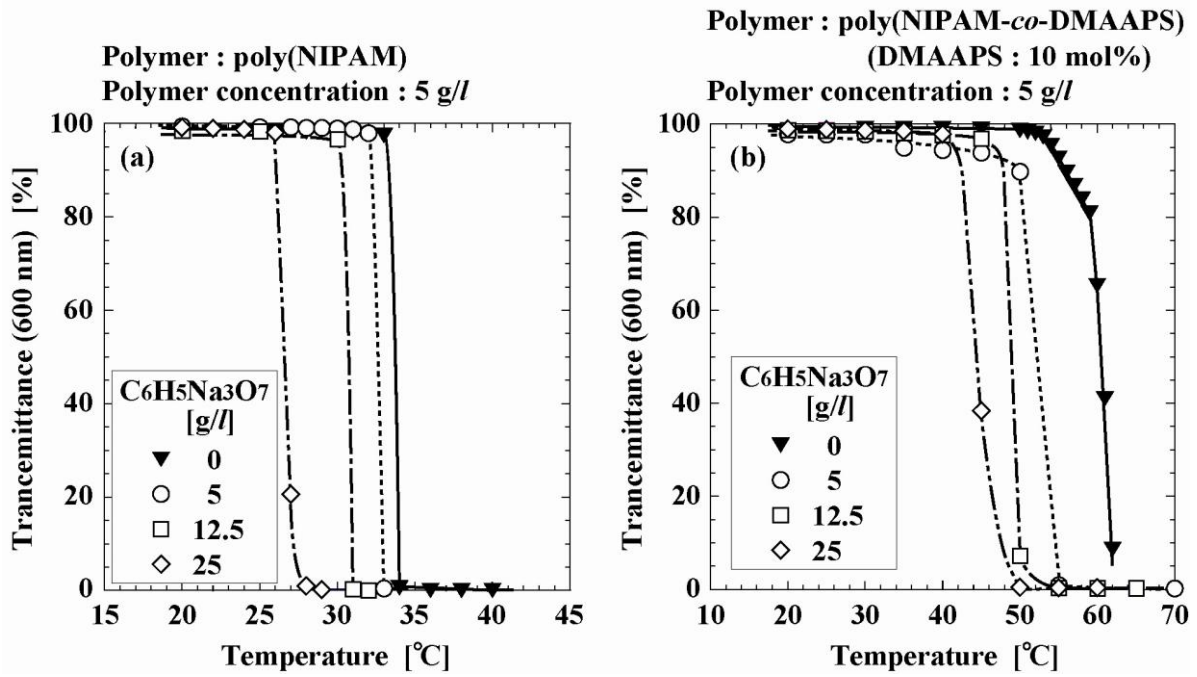 Polymer : poly(NIPAM)
Polymer concentration : 5 g/l
(a)
Trancemittance (600 nm) [%]
100
80
60
40
20
0
C6H5Na3O7
[g/l]
0
5
12.5
25
15 20 25 30 35 40 45
Temperature [℃]
Polymer : poly(NIPAM-co-DMAAPS)
(DMAAPS : 10 mol%)
Polymer concentration : 5 g/l
(b)
Trancemittance (600 nm) [%]
100
80
60
40
20
0
C6H5Na3O7
[g/l]
0
5
12.5
25
10 20 30 40 50 60 70
Temperature [℃]